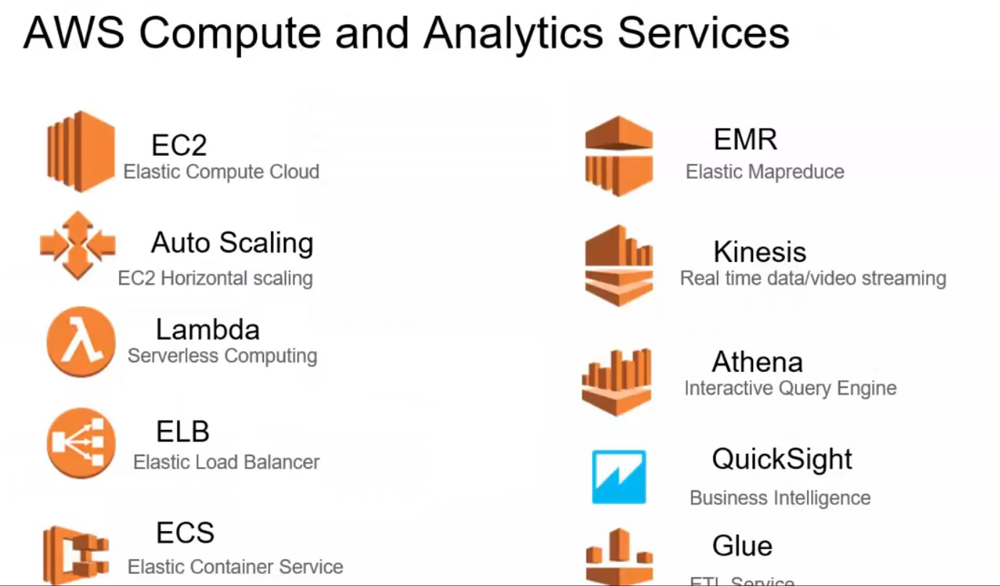 AWS Compute and Analytics Services
EC2
Elastic Compute Cloud
Auto Scaling
EC2 Horizontal scaling
Lambda
Serverless Computing
ELB
Elastic Load Balancer
ECS
Elastic Container Service
EMR
Elastic Mapreduce
Kinesis
Real time data/video streaming
Athena
Interactive Query Engine
QuickSight
Business Intelligence
Glue
ETL Service